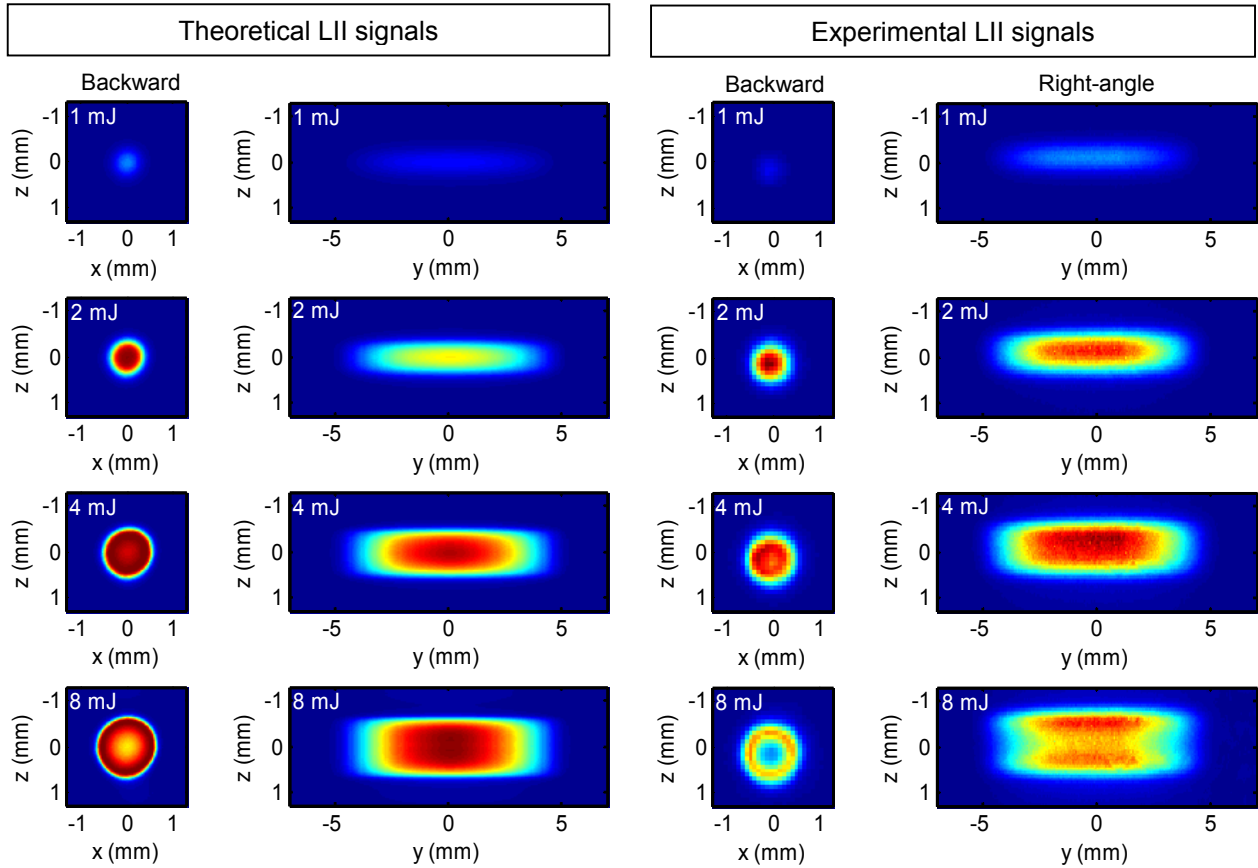 Theoretical LII signals
Experimental LII signals
Backward
Backward
Right-angle
1 mJ
1 mJ
1 mJ
1 mJ
z (mm)
-1
0
1
z (mm)
-1
0
1
z (mm)
-1
0
1
z (mm)
-1
0
1
-1 0 1
-5 0 5
-1 0 1
-5 0 5
x (mm)
y (mm)
x (mm)
y (mm)
2 mJ
2 mJ
2 mJ
2 mJ
z (mm)
-1
0
1
z (mm)
-1
0
1
z (mm)
-1
0
1
z (mm)
-1
0
1
-1 0 1
-5 0 5
-1 0 1
-5 0 5
x (mm)
y (mm)
x (mm)
y (mm)
4 mJ
4 mJ
4 mJ
4 mJ
z (mm)
-1
0
1
z (mm)
-1
0
1
z (mm)
-1
0
1
z (mm)
-1
0
1
-1 0 1
-5 0 5
-1 0 1
-5 0 5
x (mm)
y (mm)
x (mm)
y (mm)
8 mJ
8 mJ
8 mJ
8 mJ
z (mm)
-1
0
1
z (mm)
-1
0
1
z (mm)
-1
0
1
z (mm)
-1
0
1
-1 0 1
-5 0 5
-1 0 1
-5 0 5
x (mm)
y (mm)
x (mm)
y (mm)